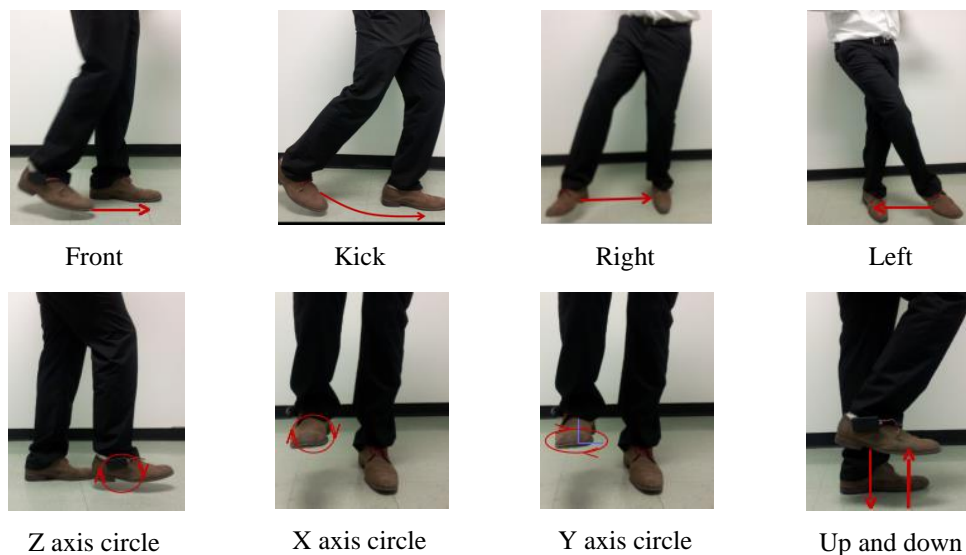 Front
Kick
Right
Left
Z axis circle
X axis circle
Y axis circle
Up and down